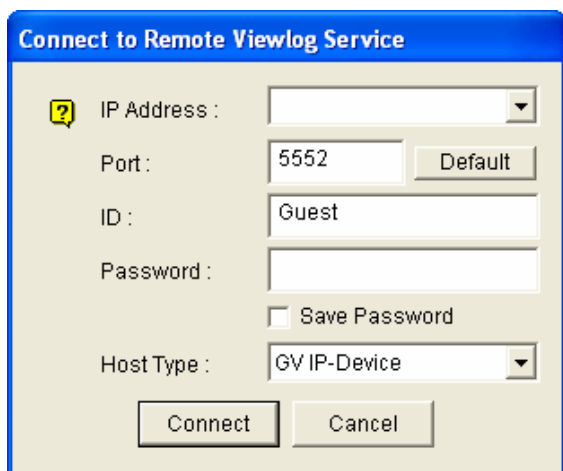 Connect to Remote Viewlog Service
? IP Address :
Port : 5552 Default
ID : Guest
Password :
Save Password
Host Type : GV IP-Device
Connect Cancel